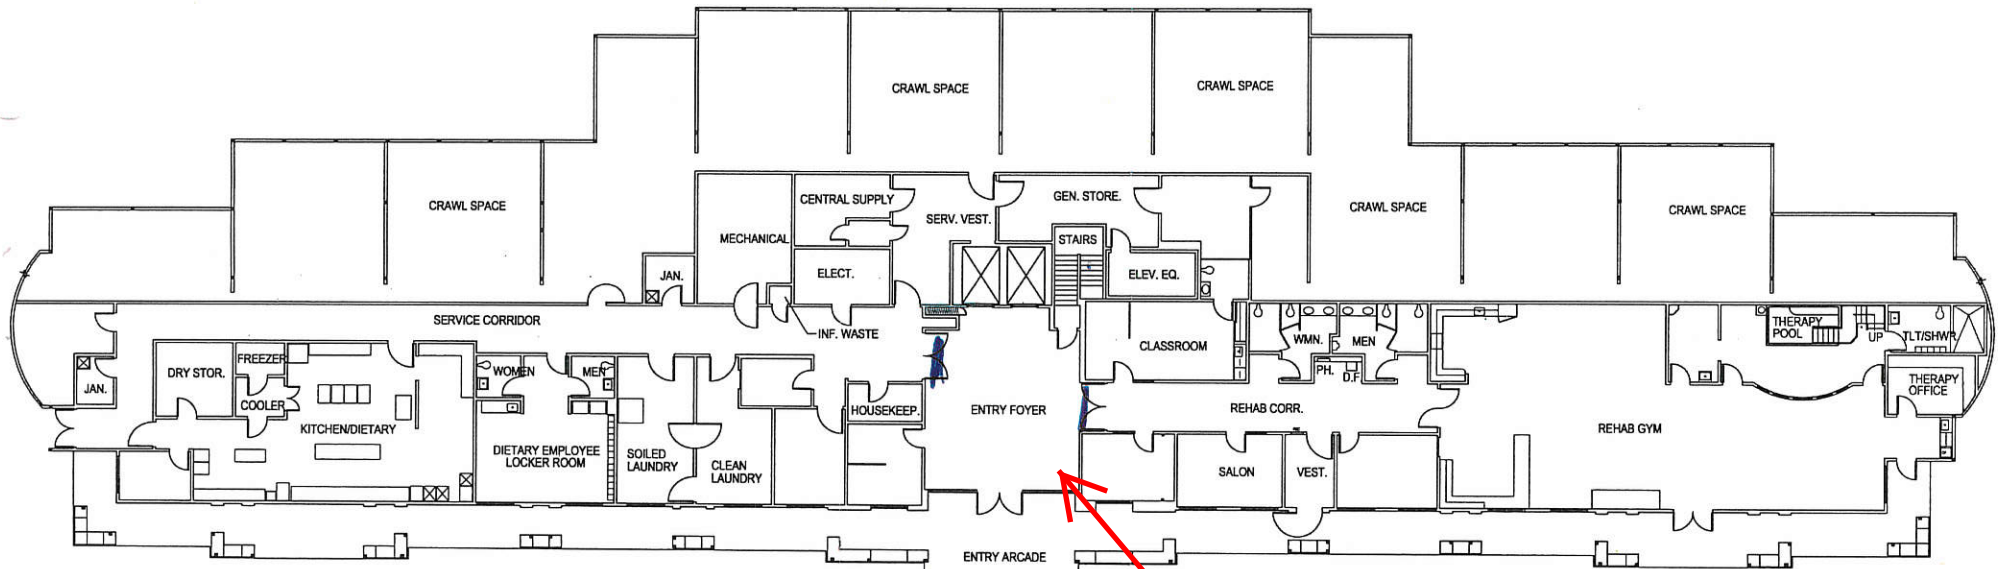 CRAWL SPACE
CRAWL SPACE
CRAWL SPACE
CRAWL SPACE
CRAWL SPACE
CENTRAL SUPPLY
GEN. STORE.
SERV. VEST.
MECHANICAL
STAIRS
JAN.
ELECT.
ELEV. EQ.
SERVICE CORRIDOR
INF. WASTE
CLASSROOM
WMN.
MEN
THERAPY
POOL
UP
TLT/SHWR
FREEZER
DRY STOR.
WOMEN
MEN
PH.
D.F.
JAN.
COOLER
HOUSEKEEP.
ENTRY FOYER
REHAB CORR.
THERAPY
OFFICE
KITCHEN/DIETARY
REHAB GYM
DIETARY EMPLOYEE
LOCKER ROOM
SOILED
LAUNDRY
CLEAN
LAUNDRY
SALON
VEST.
ENTRY ARCADE